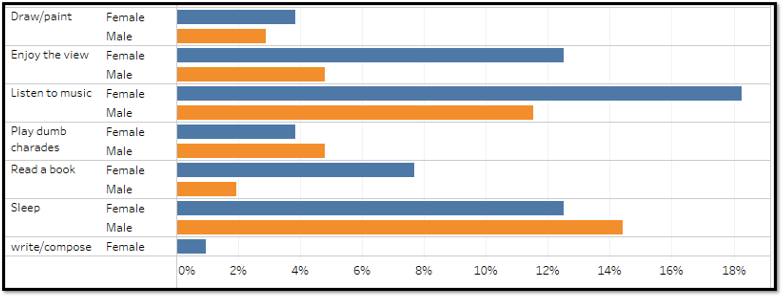 Draw/paint Female
Male
Enjoy the view Female
Male
Listen to music Female
Male
Play dumb Female
charades Male
Read a book Female
Male
Sleep Female
Male
write/compose Female
0% 2% 4% 6% 8% 10% 12% 14% 16% 18%